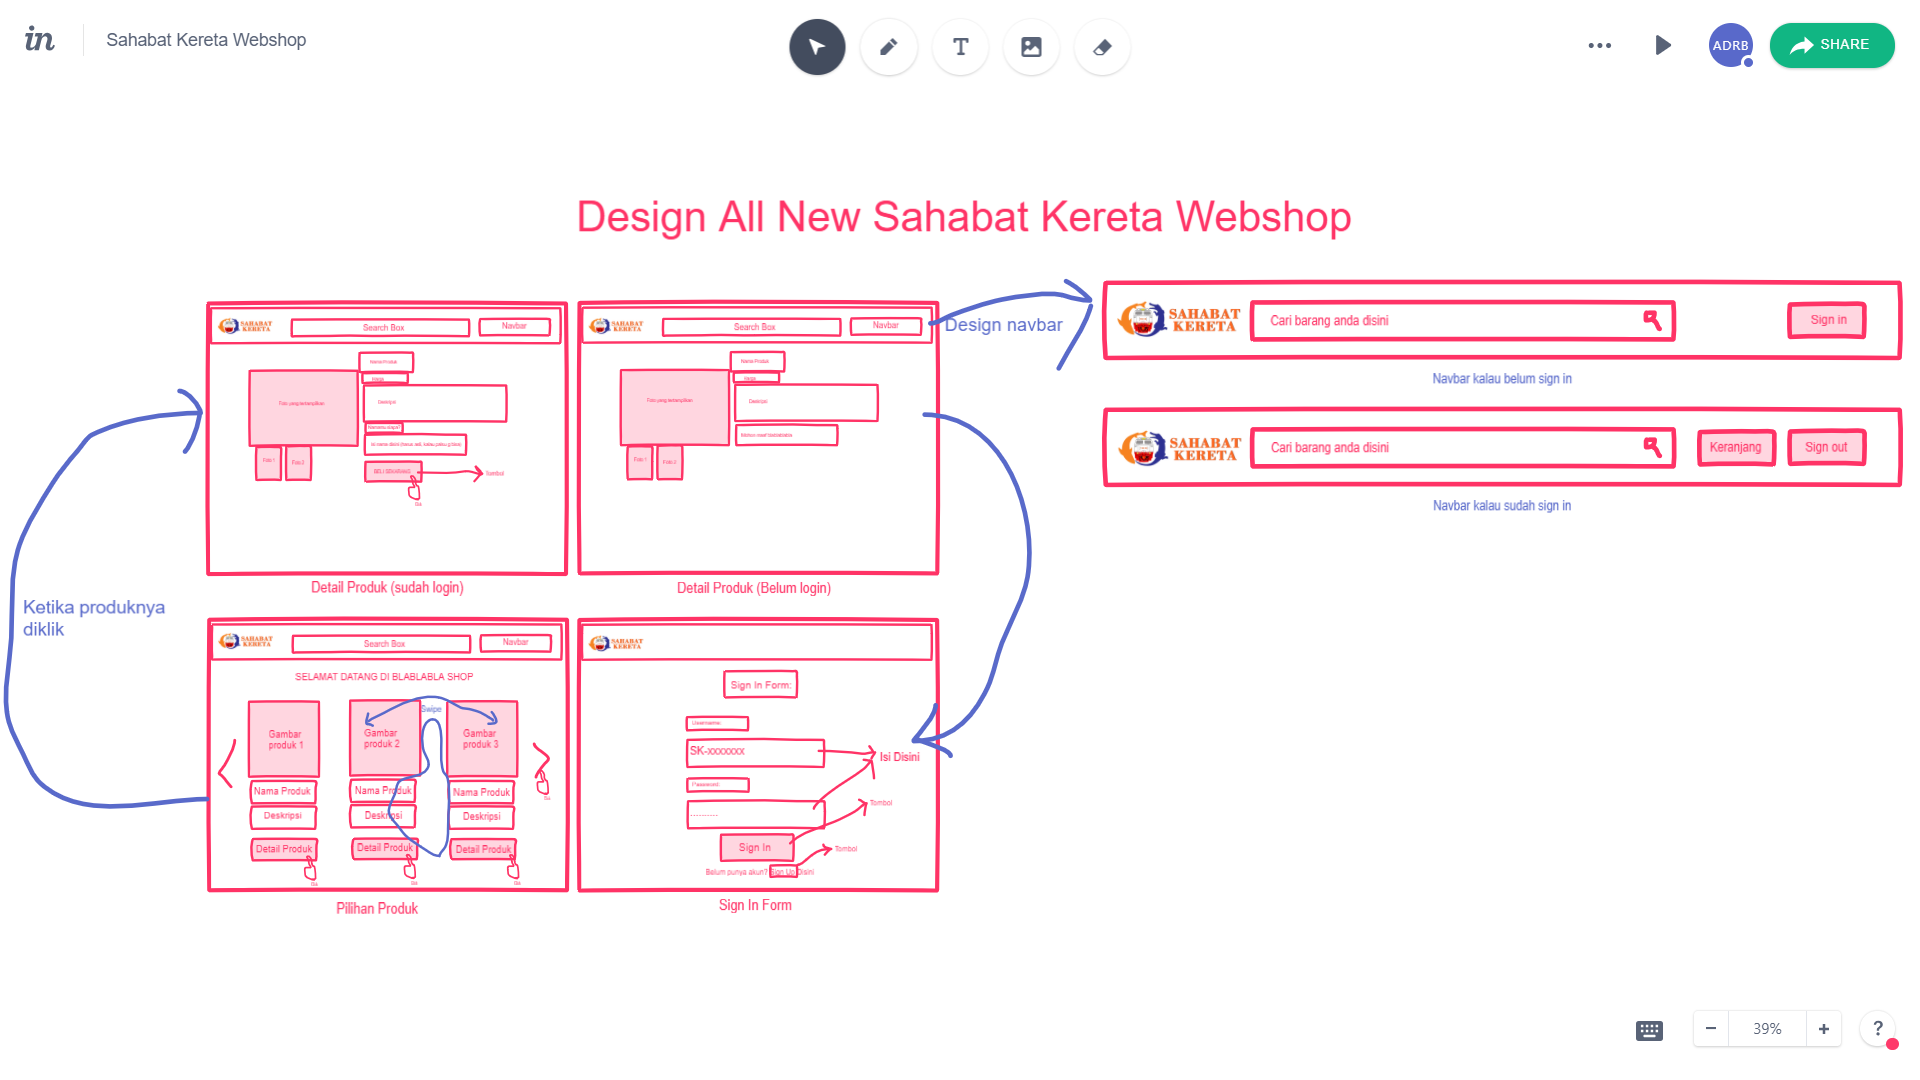 in
Sahabat Kereta Webshop
T
ADRB
SHARE
Design All New Sahabat Kereta Webshop
SAHABAT
KERETA
Search Box
Navbar
Nama Produk
Harga
Foto yang ditampilkan
Deskripsi
Foto 1
Foto 2
BELI SEKARANG
Tombol
Klik
Detail Produk (sudah login)
SAHABAT
KERETA
Search Box
Navbar
Nama Produk
Harga
Foto yang ditampilkan
Deskripsi
Foto 1
Foto 2
Detail Produk (Belum login)
Design navbar
SAHABAT
KERETA
Cari barang anda disini
Sign in
Navbar kalau belum sign in
SAHABAT
KERETA
Cari barang anda disini
Keranjang
Sign out
Navbar kalau sudah sign in
Ketika produknya
diklik
SAHABAT
KERETA
Search Box
Navbar
SELAMAT DATANG DI BLABLABLA SHOP
Swipe
Gambar
produk 1
Gambar
produk 2
Gambar
produk 3
Nama Produk
Nama Produk
Nama Produk
Deskripsi
Deskripsi
Deskripsi
Detail Produk
Detail Produk
Detail Produk
Pilihan Produk
SAHABAT
KERETA
Sign In Form:
Username:
SK-xxxxxxx
Isi Disini
Password:
----------
Tombol
Sign In
Tombol
Belum punya akun? Sign Up Disini
Sign In Form
39%
?